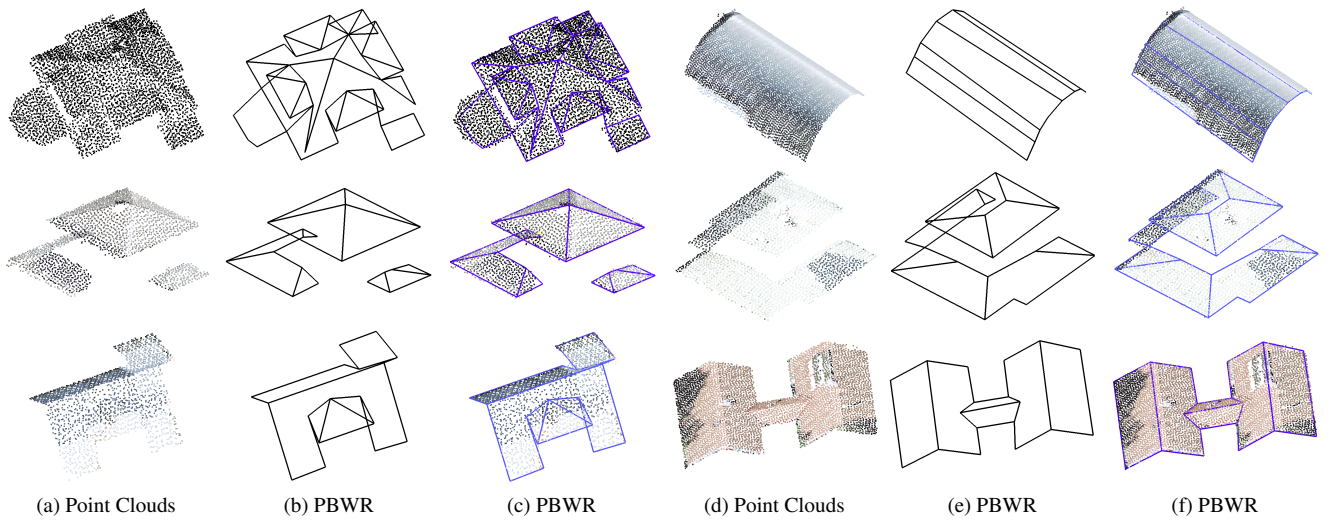 (a) Point Clouds
(b) PBWR
(c) PBWR
(d) Point Clouds
(e) PBWR
(f) PBWR